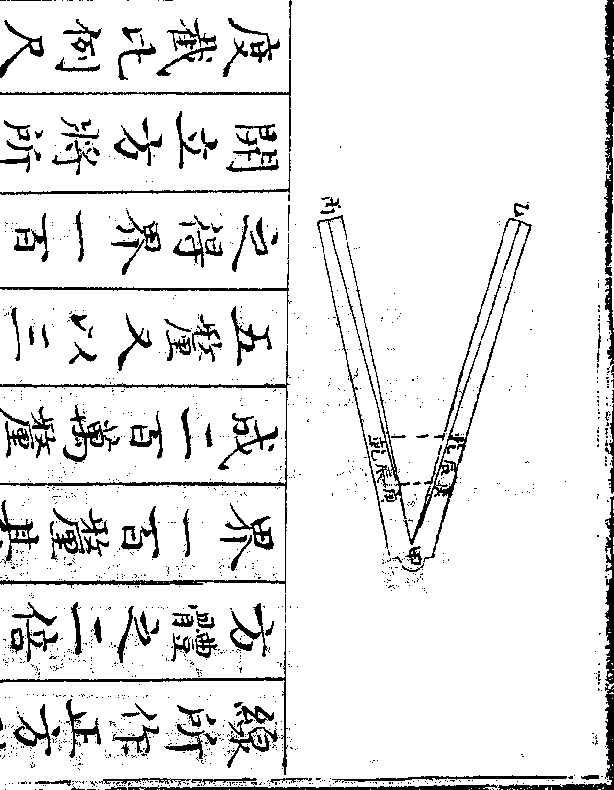 線所作正方
方體之二倍
界一百釐其
成二百萬釐
五釐又以三
之得界一百
開立方將所
度截比例尺
乙
丙
甲